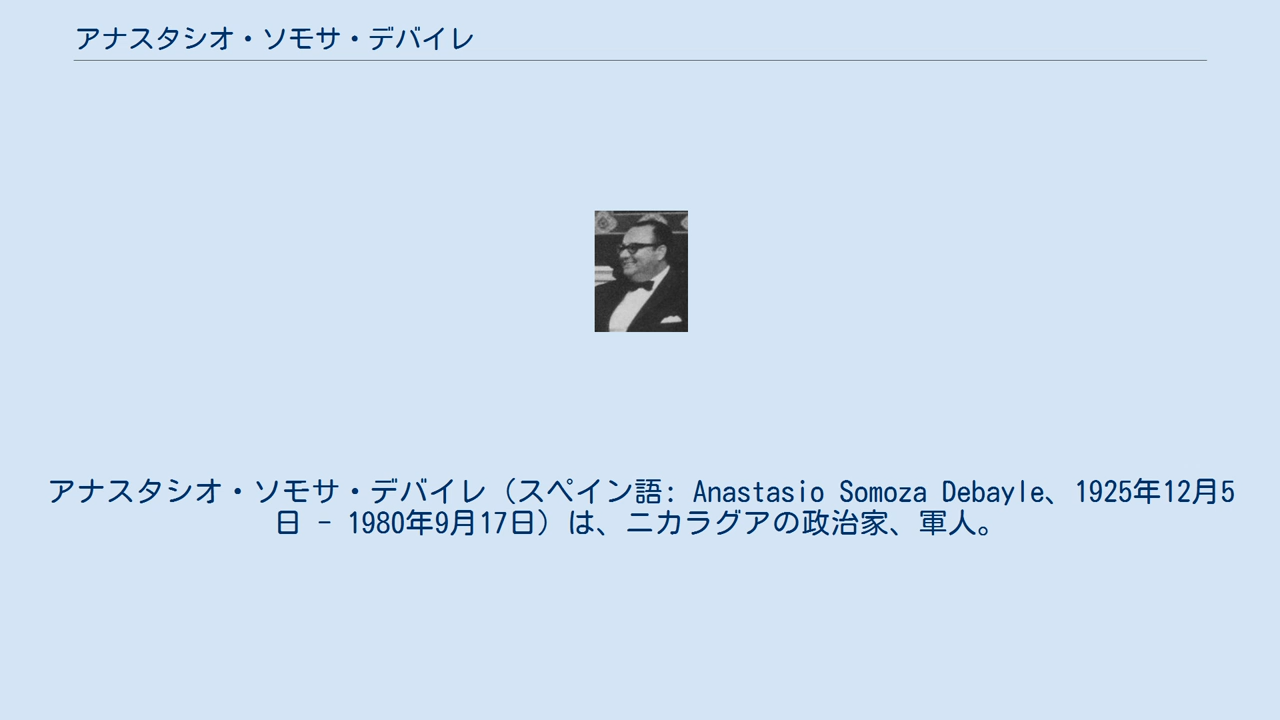 アナスタシオ・ソモサ・デバイレ
アナスタシオ・ソモサ・デバイレ（スペイン語: Anastasio Somoza Debayle、1925年12月5
日 - 1980年9月17日）は、ニカラグアの政治家、軍人。